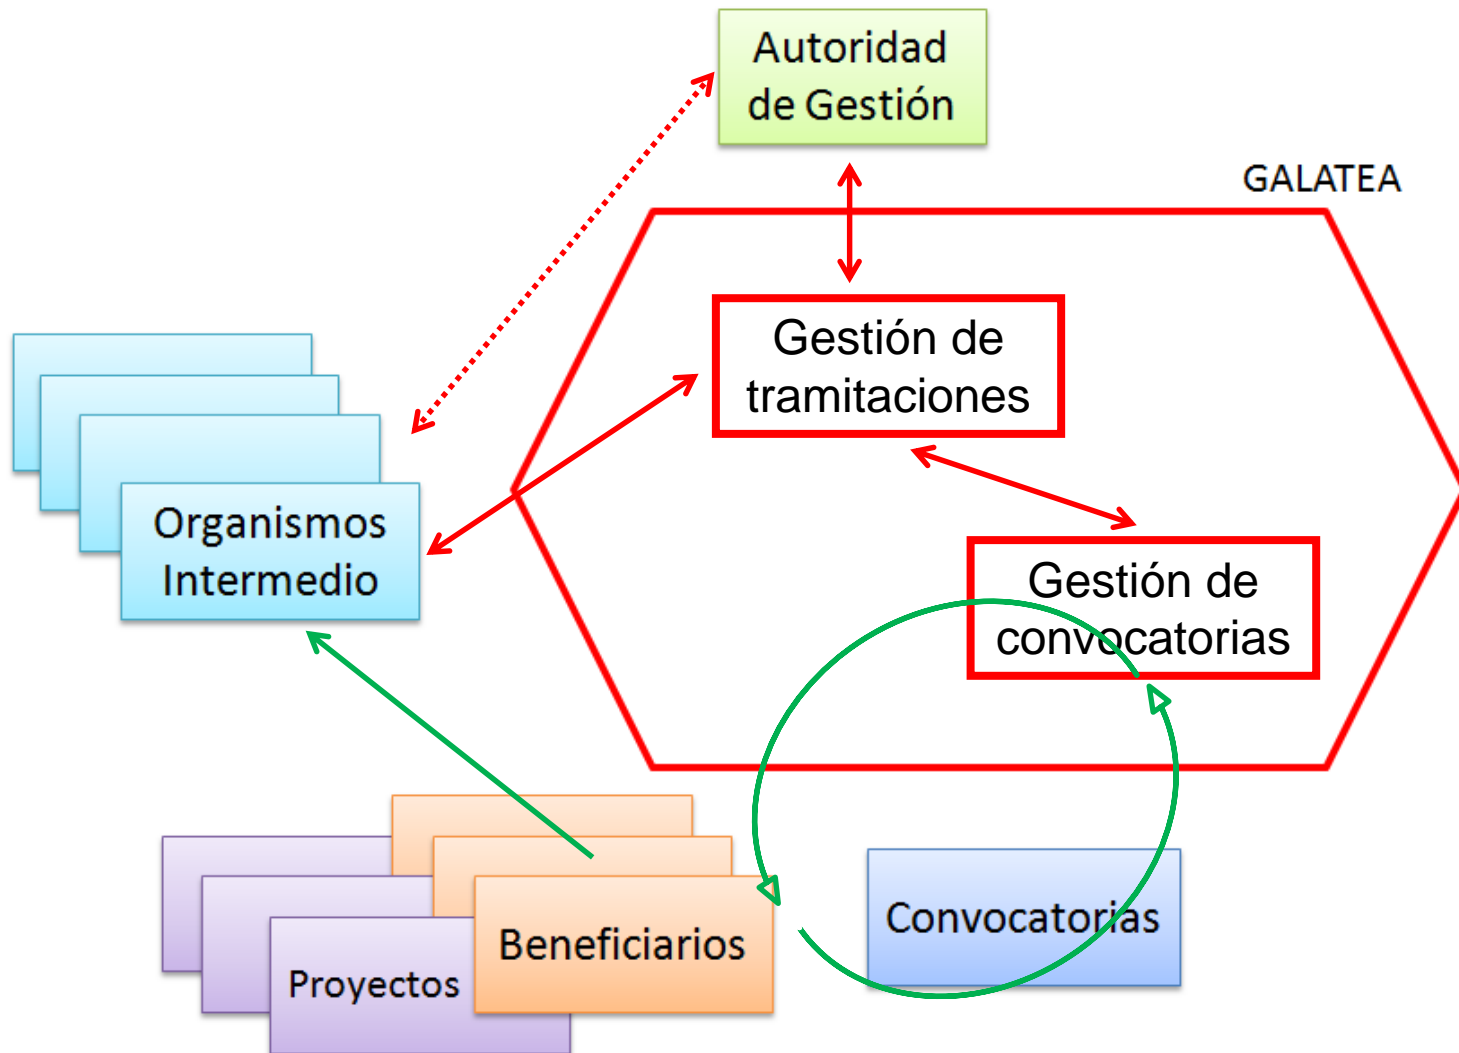 Autoridad
de Gestión
GALATEA
Gestión de
tramitaciones
Organismos
Intermedio
Gestión de
convocatorias
Convocatorias
Beneficiarios
Proyectos